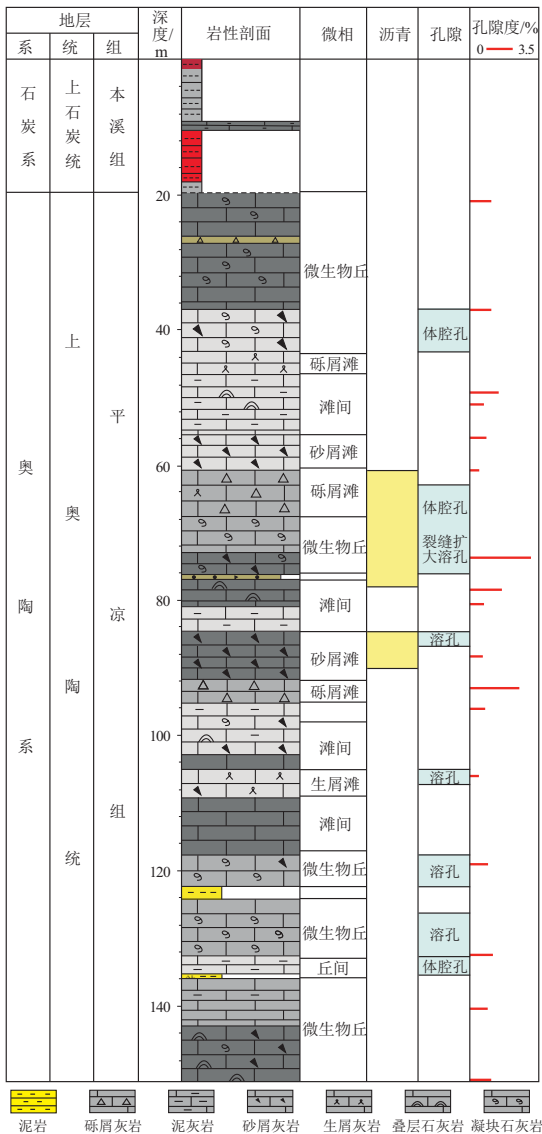 地层
系 统 组
深度/m
岩性剖面
微相
沥青
孔隙
孔隙度/%
0 3.5
石炭系
上石炭统
本溪组
奥陶系
上奥陶统
平凉组
20
40
60
80
100
120
140
微生物丘
砾屑滩
滩间
砂屑滩
砾屑滩
微生物丘
滩间
砂屑滩
砾屑滩
滩间
生屑滩
滩间
微生物丘
微生物丘
丘间
微生物丘
体腔孔
体腔孔
裂缝扩
大溶孔
溶孔
溶孔
溶孔
溶孔
体腔孔
泥岩 砾屑灰岩 泥灰岩 砂屑灰岩 生屑灰岩 叠层石灰岩 凝块石灰岩